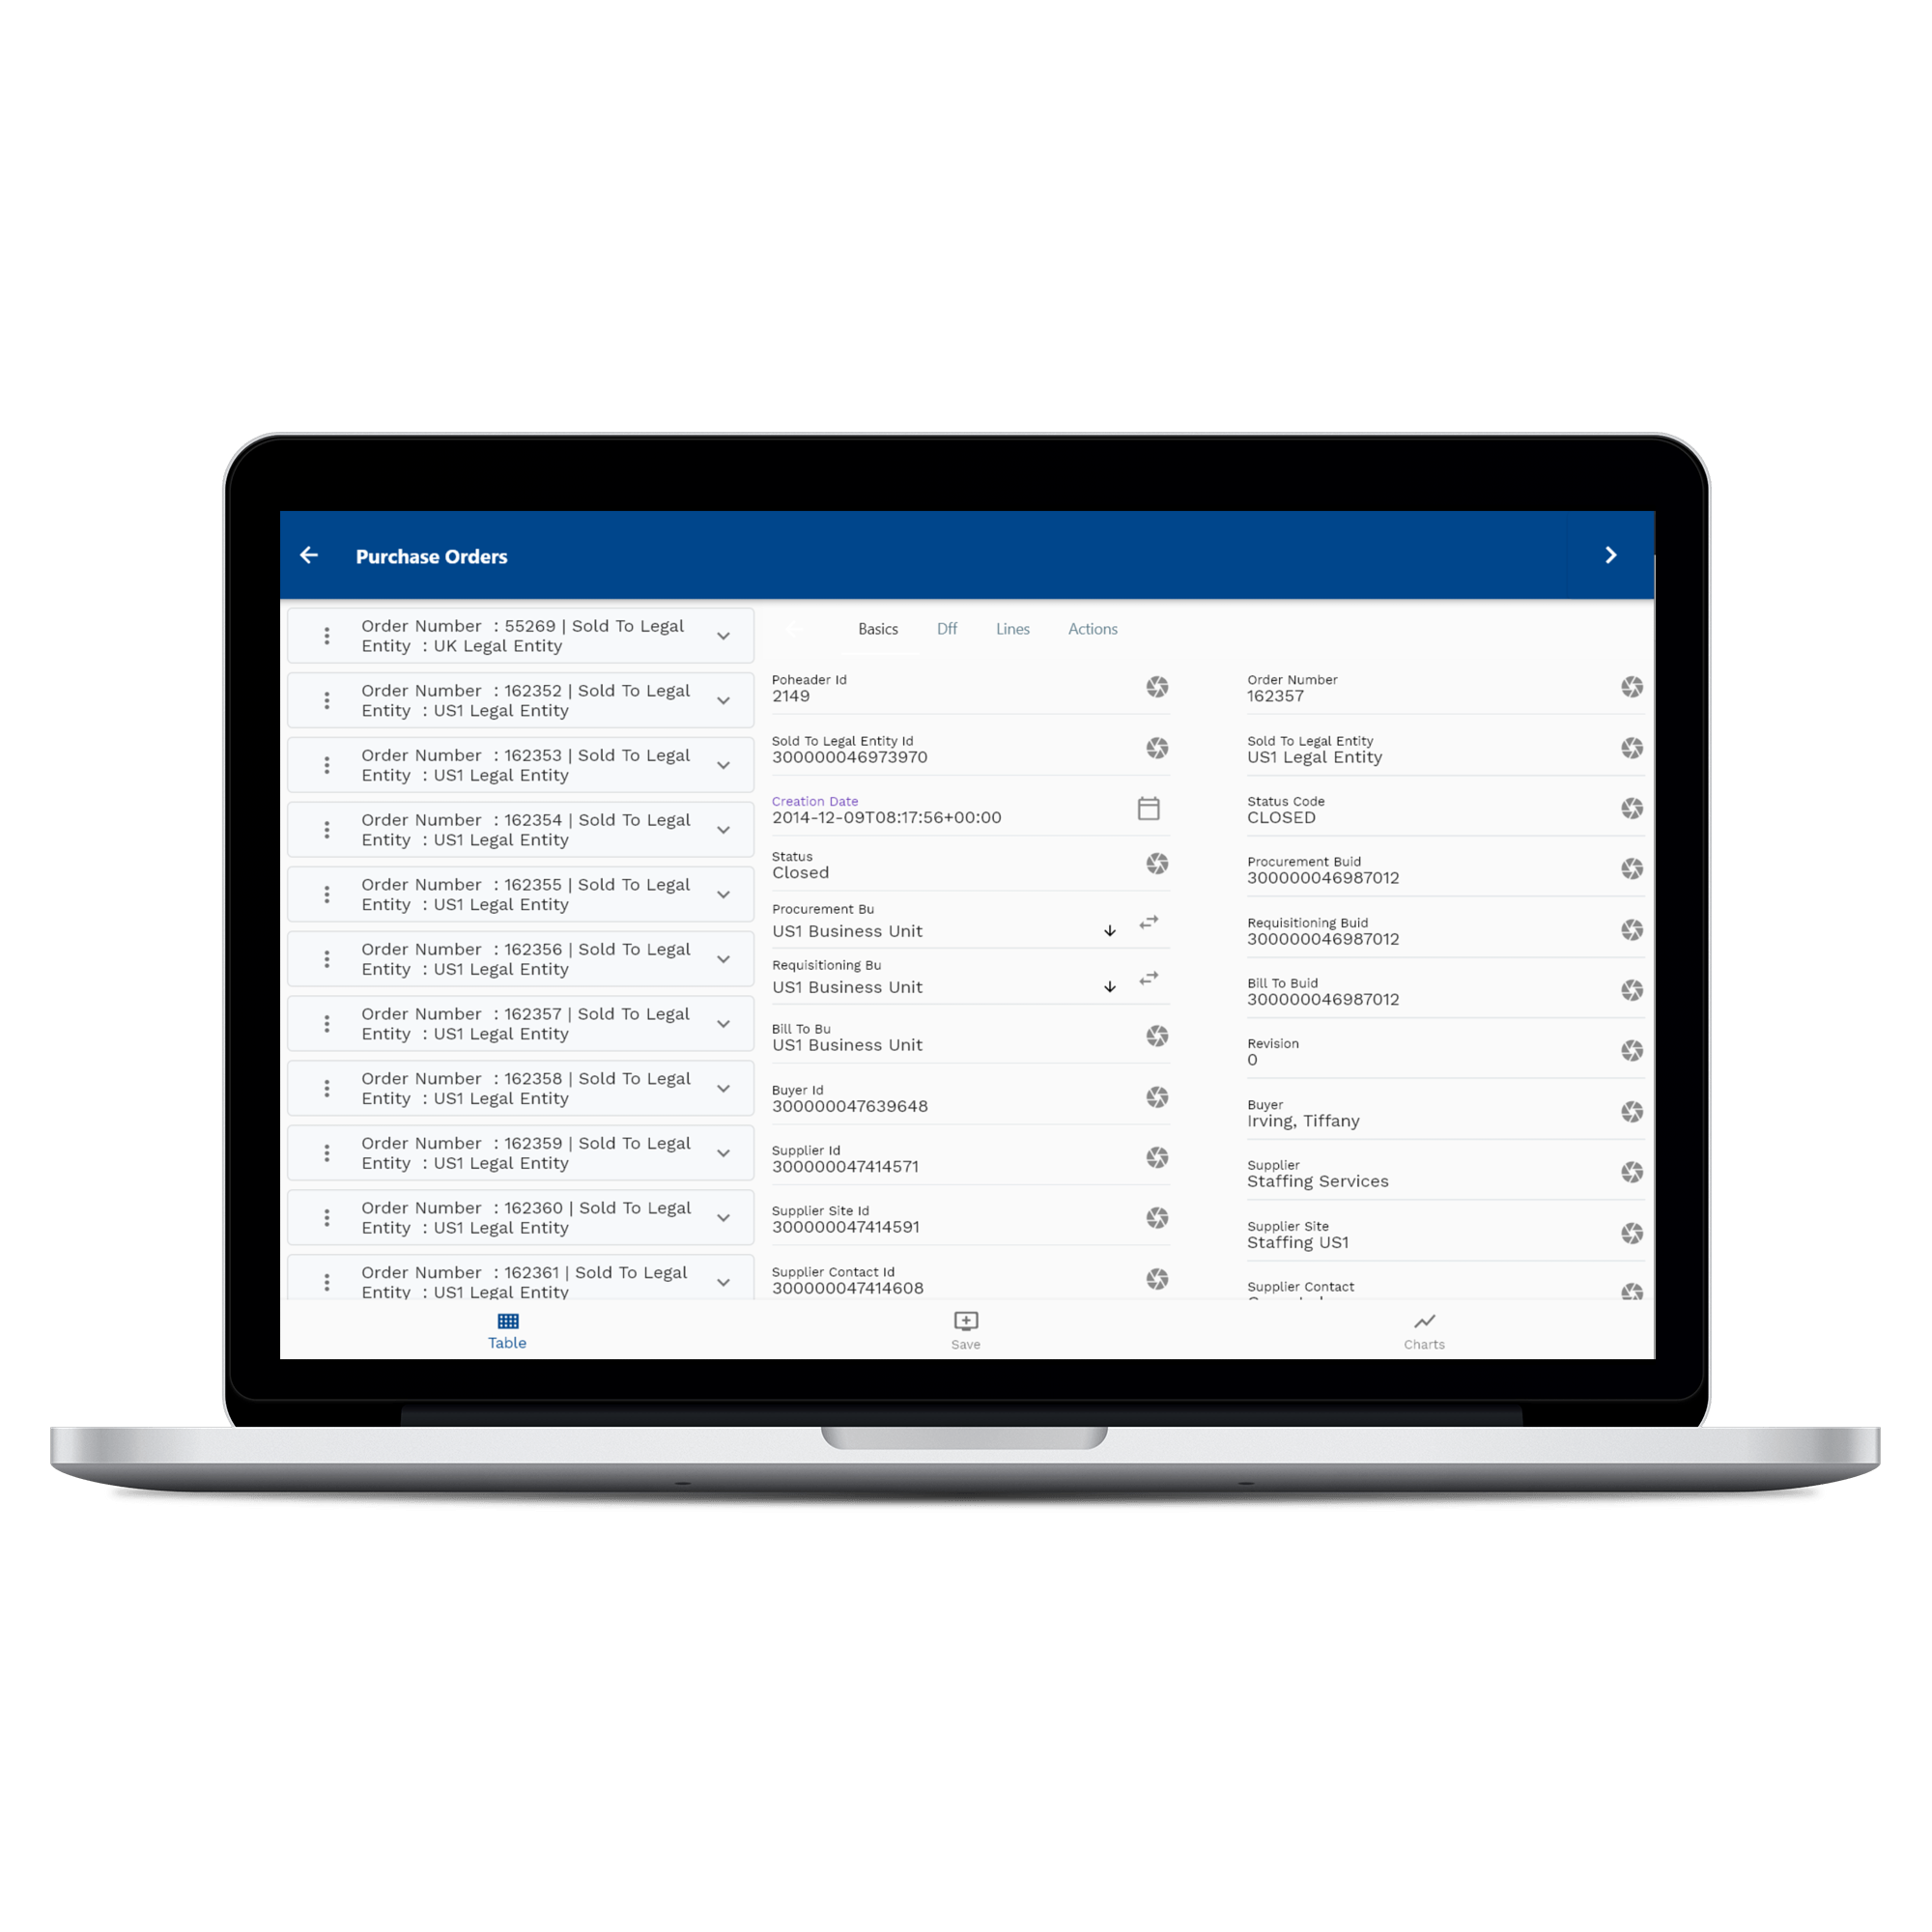 Purchase Orders
Order Number : 55269 | Sold To Legal
Entity : UK Legal Entity
Order Number : 162352 | Sold To Legal
Entity : US1 Legal Entity
Order Number : 162353 | Sold To Legal
Entity : US1 Legal Entity
Order Number : 162354 | Sold To Legal
Entity : US1 Legal Entity
Order Number : 162355 | Sold To Legal
Entity : US1 Legal Entity
Order Number : 162356 | Sold To Legal
Entity : US1 Legal Entity
Order Number : 162357 | Sold To Legal
Entity : US1 Legal Entity
Order Number : 162358 | Sold To Legal
Entity : US1 Legal Entity
Order Number : 162359 | Sold To Legal
Entity : US1 Legal Entity
Order Number : 162360 | Sold To Legal
Entity : US1 Legal Entity
Order Number : 162361 | Sold To Legal
Entity : US1 Legal Entity
Basics Dff Lines Actions
Poheader Id
2149
Sold To Legal Entity Id
300000046973970
Creation Date
2014-12-09T08:17:56+00:00
Status
Closed
Procurement Bu
US1 Business Unit
Requisitioning Bu
US1 Business Unit
Bill To Bu
US1 Business Unit
Buyer Id
300000047639648
Supplier Id
300000047414571
Supplier Site Id
300000047414591
Supplier Contact Id
300000047414608
Order Number
162357
Sold To Legal Entity
US1 Legal Entity
Status Code
CLOSED
Procurement Buid
300000046987012
Requisitioning Buid
300000046987012
Bill To Buid
300000046987012
Revision
0
Buyer
Irving, Tiffany
Supplier
Staffing Services
Supplier Site
Staffing US1
Supplier Contact
Table Save Charts